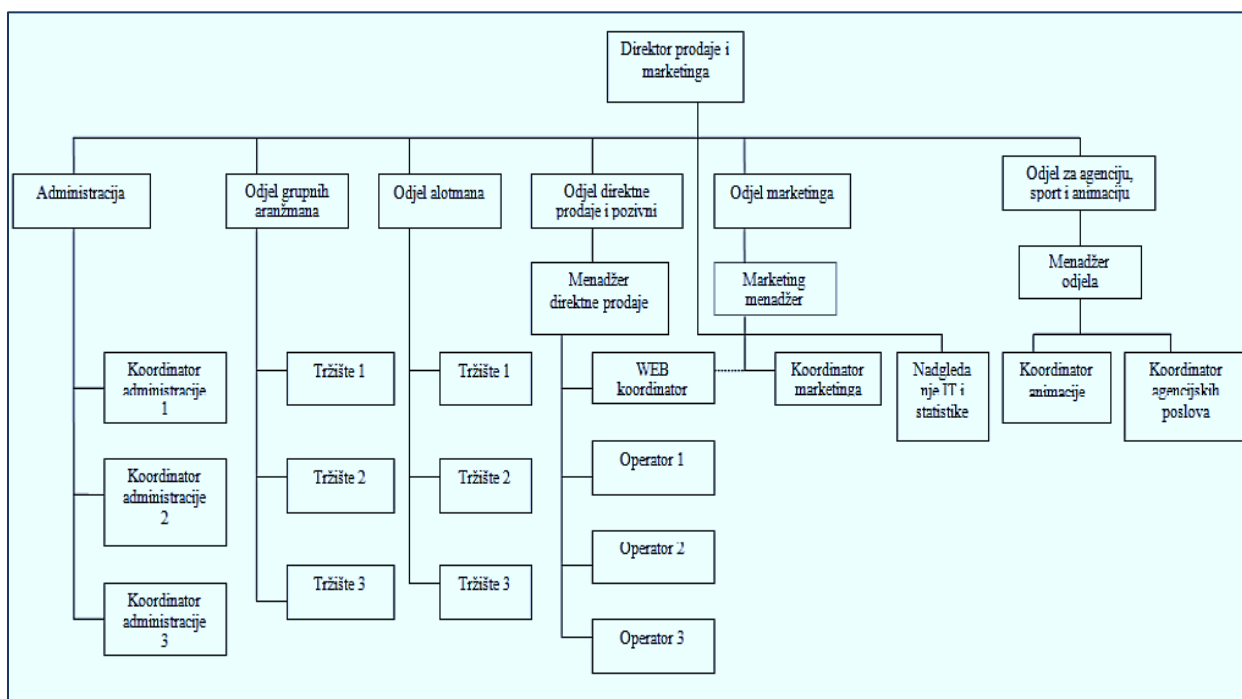 Direktor prodaje i
marketinga
Administracija
Odjel grupnih
aranžmana
Odjel alotmana
Odjel direktne
prodaje i pozivni
Odjel marketinga
Odjel za agenciju,
sport i animaciju
Menadžer
direktne prodaje
Marketing
menadžer
Menadžer
odjela
Koordinator
administracije
1
Tržište 1
Tržište 1
WEB
koordinator
Koordinator
marketinga
Nadgleda
nje IT i
statistike
Koordinator
animacije
Koordinator
agencijskih
poslova
Koordinator
administracije
2
Tržište 2
Tržište 2
Operator 1
Operator 2
Koordinator
administracije
3
Tržište 3
Tržište 3
Operator 3